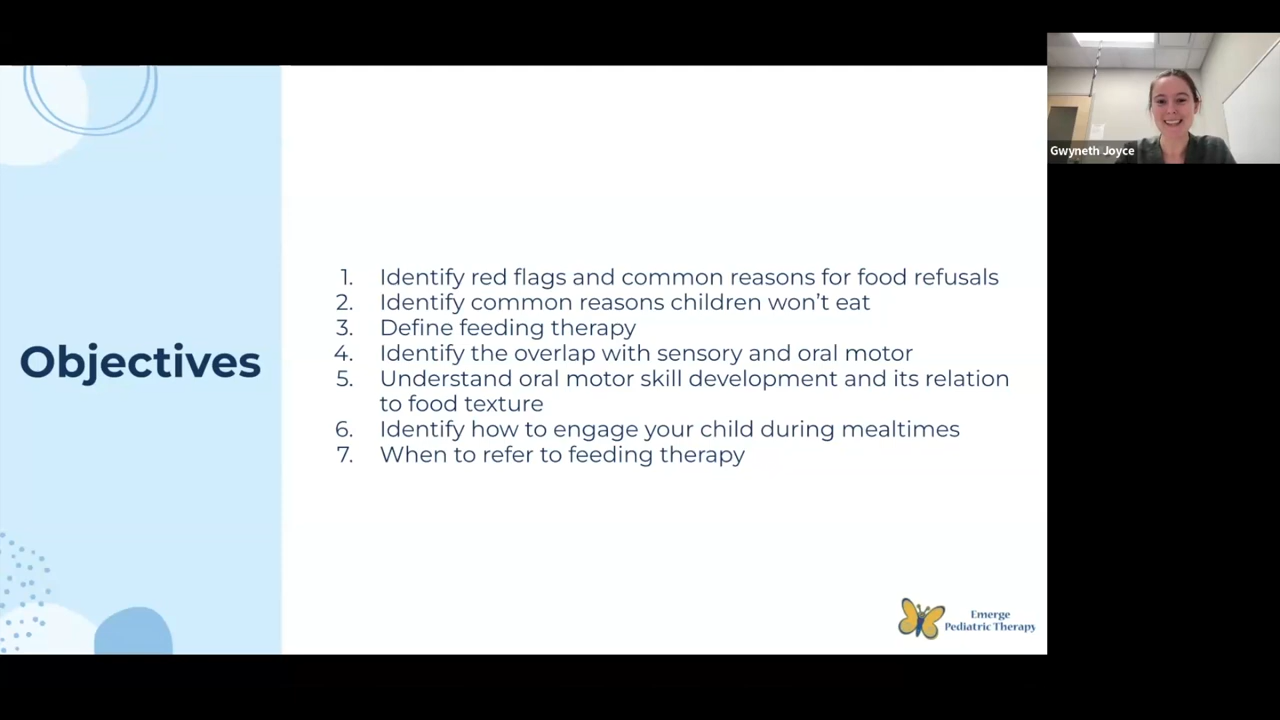 Objectives
1. Identify red flags and common reasons for food refusals
2. Identify common reasons children won't eat
3. Define feeding therapy
4. Identify the overlap with sensory and oral motor
5. Understand oral motor skill development and its relation
to food texture
6. Identify how to engage your child during mealtimes
7. When to refer to feeding therapy
Emerge
Pediatric Therapy
Gwyneth Joyce